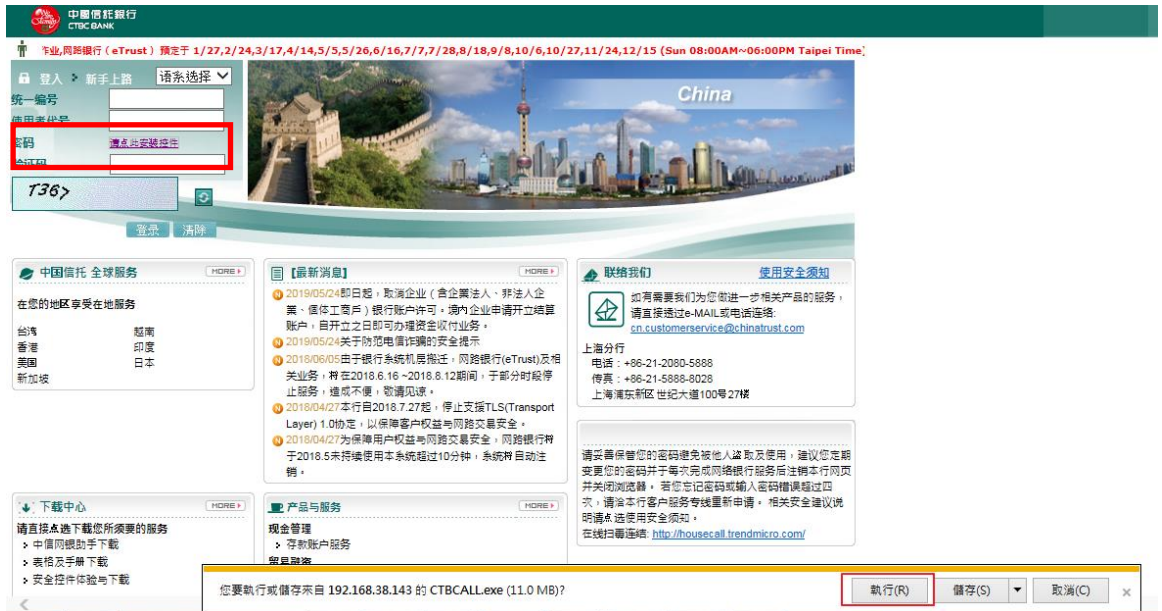 中國信託銀行
CTBC BANK
作业,网路银行（eTrust）预定于 1/27,2/24,3/17,4/14,5/5,5/26,6/16,7/7,7/28,8/18,9/8,10/6,10/27,11/24,12/15 (Sun 08:00AM~06:00PM Taipei Time)
登入 新手上路 语系选择
统一编号
使用者代号
密码 请点此安装控件
验证码
T36>
登录 清除
China
中国信托 全球服务 MORE
在您的地区享受在地服务
台湾 越南
香港 印度
美国 日本
新加坡
【最新消息】 MORE
2019/05/24即日起，取消企业（含企業法人、非法人企
業、個体工商戶）银行账户许可。境内企业申请开立结算
账户，自开立之日即可办理资金收付业务。
2019/05/24关于防范电信诈骗的安全提示
2018/06/05由于银行系统机房搬迁，网路银行(eTrust)及相
关业务，将在2018.6.16 ~2018.8.12期间，于部分时段停
止服务，造成不便，敬请见谅。
2018/04/27本行自2018.7.27起，停止支援TLS(Transport
Layer) 1.0协定，以保障客户权益与网路交易安全。
2018/04/27为保障用户权益与网路交易安全，网路银行将
于2018.5未持续使用本系统超过10分钟，系统将自动注
销。
联络我们 使用安全须知
如有需要我们为您做进一步相关产品的服务，
请直接透过e-MAIL或电话连络:
cn.customerservice@chinatrust.com
上海分行
电话：+86-21-2080-5888
传真：+86-21-5888-8028
上海浦东新区世纪大道100号27楼
请妥善保管您的密码避免被他人盗取及使用，建议您定期
变更您的密码并于每次完成网络银行服务后注销本行网页
并关闭浏览器。 若您忘记密码或输入密码错误超过四
次，请洽本行客户服务专线重新申请。 相关安全建议说
明请点选使用安全须知。
在线扫毒连结: http://housecall.trendmicro.com/
下载中心 MORE
请直接点选下载您所须要的服务
中信网银助手下载
表格及手册下载
安全控件体验与下载
产品与服务 MORE
现金管理
存款账户服务
贸易融资
您要執行或儲存來自 192.168.38.143 的 CTBCALL.exe (11.0 MB)?
執行(R) 儲存(S) 取消(C)